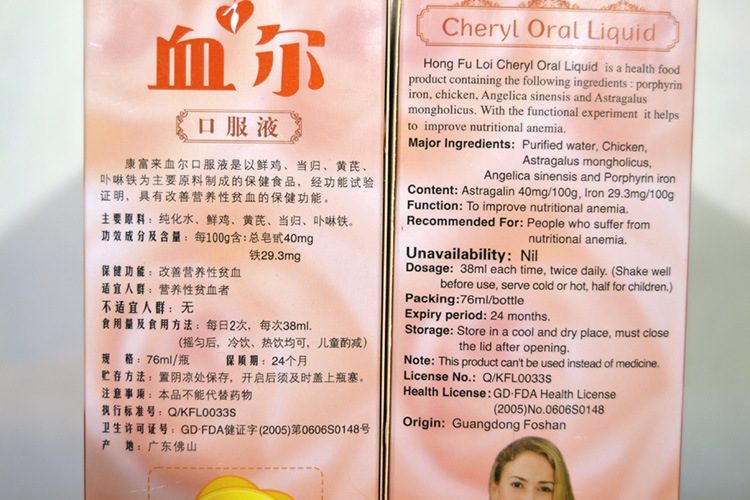 血尔
口服液
康富来血尔口服液是以鲜鸡、当归、黄芪、
卟啉铁为主要原料制成的保健食品，经功能试验
证明，具有改善营养性贫血的保健功能。
主要原料：纯化水、鲜鸡、黄芪、当归、卟啉铁。
功效成分及含量：每100g含：总皂甙40mg
铁29.3mg
保健功能：改善营养性贫血
适宜人群：营养性贫血者
不适宜人群：无
食用量及食用方法：每日2次，每次38ml.
(摇匀后，冷饮、热饮均可，儿童酌减)
规 格：76ml/瓶 保质期：24个月
贮存方法：置阴凉处保存，开启后须及时盖上瓶塞.
注意事项：本品不能代替药物
执行标准号：Q/KFL0033S
卫生许可证号：GD·FDA健证字(2005)第0606S0148号
产 地：广东佛山
Cheryl Oral Liquid
Hong Fu Loi Cheryl Oral Liquid is a health food
product containing the following ingredients : porphyrin
iron, chicken, Angelica sinensis and Astragalus
mongholicus. With the functional experiment it helps
to improve nutritional anemia.
Major Ingredients: Purified water, Chicken,
Astragalus mongholicus,
Angelica sinensis and Porphyrin iron
Content: Astragalin 40mg/100g, Iron 29.3mg/100g
Function: To improve nutritional anemia.
Recommended For: People who suffer from
nutritional anemia.
Unavailability: Nil
Dosage: 38ml each time, twice daily. (Shake well
before use, serve cold or hot, half for children.)
Packing:76ml/bottle
Expiry period: 24 months.
Storage: Store in a cool and dry place, must close
the lid after opening.
Note: This product can't be used instead of medicine.
License No.: Q/KFL0033S
Health License: GD·FDA Health License
(2005)No.0606S0148
Origin: Guangdong Foshan